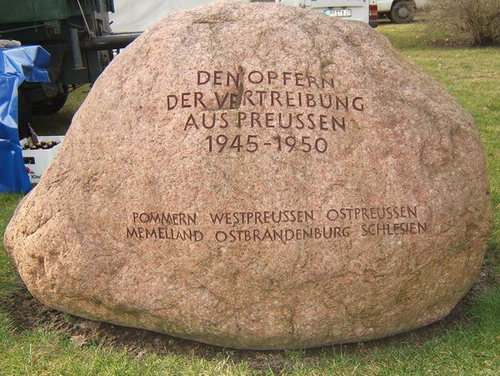 DEN OPFERN
DER VERTREIBUNG
AUS PREUSSEN
1945-1950
POMMERN WESTPREUSSEN OSTPREUSSEN
MEMELLAND OSTBRANDENBURG SCHLESIEN